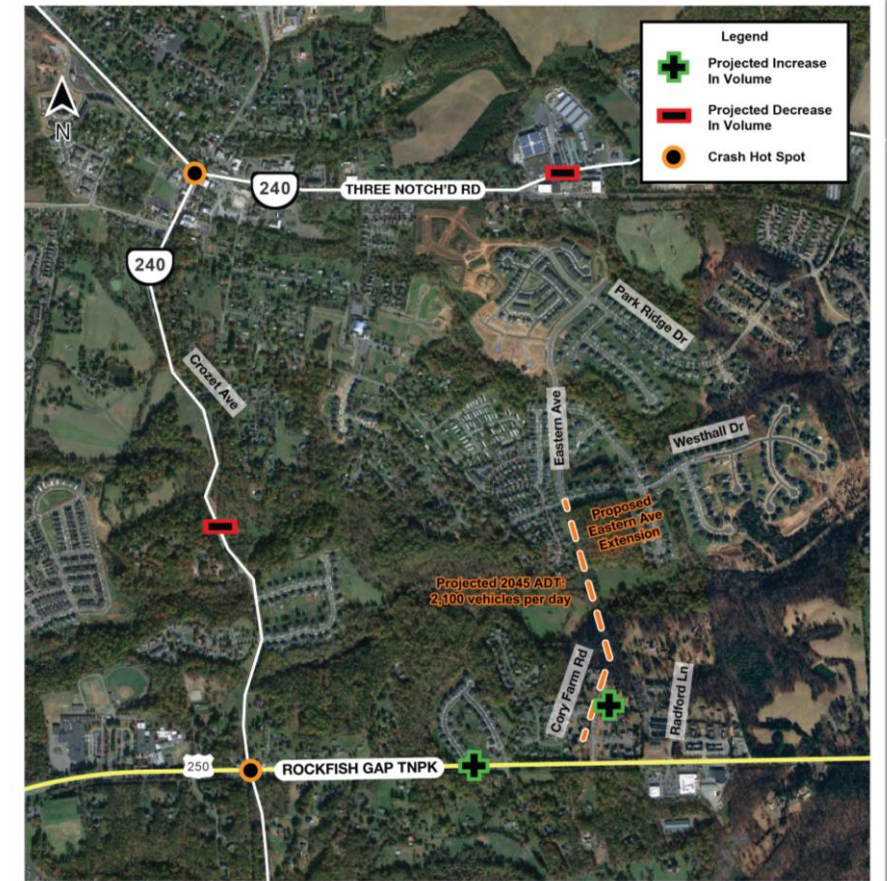 Legend
Projected Increase
In Volume
Projected Decrease
In Volume
Crash Hot Spot
N
240
THREE NOTCH'D RD
240
Park Ridge Dr
Crozet Ave
Eastern Ave
Westhall Dr
Proposed
Eastern Ave
Extension
Projected 2045 ADT:
2,100 vehicles per day
Cory Farm Rd
Radford Ln
250
ROCKFISH GAP TNPK